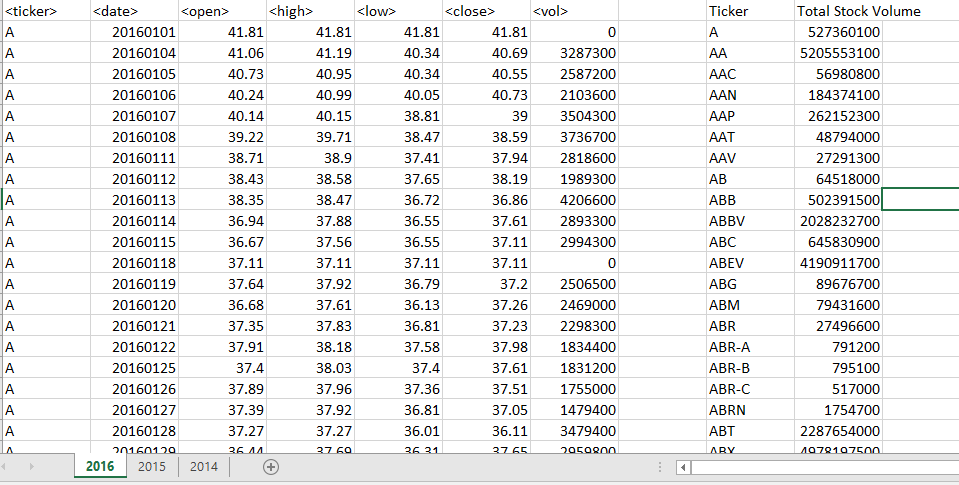 <ticker> <date> <open> <high> <low> <close> <vol> Ticker Total Stock Volume
A 20160101 41.81 41.81 41.81 41.81 0 A 527360100
A 20160104 41.06 41.19 40.34 40.69 3287300 AA 5205553100
A 20160105 40.73 40.95 40.34 40.55 2587200 AAC 56980800
A 20160106 40.24 40.99 40.05 40.73 2103600 AAN 184374100
A 20160107 40.14 40.15 38.81 39 3504300 AAP 262152300
A 20160108 39.22 39.71 38.47 38.59 3736700 AAT 48794000
A 20160111 38.71 38.9 37.41 37.94 2818600 AAV 27291300
A 20160112 38.43 38.58 37.65 38.19 1989300 AB 64518000
A 20160113 38.35 38.47 36.72 36.86 4206600 ABB 502391500
A 20160114 36.94 37.88 36.55 37.61 2893300 ABBV 2028232700
A 20160115 36.67 37.56 36.55 37.11 2994300 ABC 645830900
A 20160118 37.11 37.11 37.11 37.11 0 ABEV 4190911700
A 20160119 37.64 37.92 36.79 37.2 2506500 ABG 89676700
A 20160120 36.68 37.61 36.13 37.26 2469000 ABM 79431600
A 20160121 37.35 37.83 36.81 37.23 2298300 ABR 27496600
A 20160122 37.91 38.18 37.58 37.98 1834400 ABR-A 791200
A 20160125 37.4 38.03 37.4 37.61 1831200 ABR-B 795100
A 20160126 37.89 37.96 37.36 37.51 1755000 ABR-C 517000
A 20160127 37.39 37.92 36.81 37.05 1479400 ABRN 1754700
A 20160128 37.27 37.27 36.01 36.11 3479400 ABT 2287654000
A 20160129 36.44 37.69 36.31 37.65 2959800 ABX 4978197500
2016 2015 2014